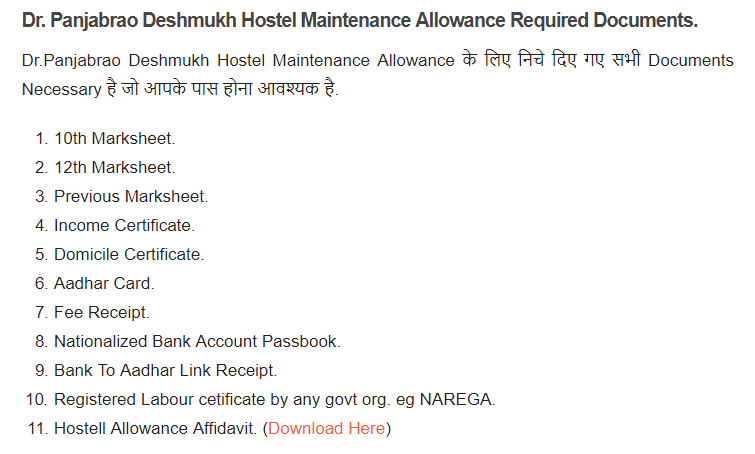 Dr. Panjabrao Deshmukh Hostel Maintenance Allowance Required Documents.
Dr.Panjabrao Deshmukh Hostel Maintenance Allowance के लिए निचे दिए गए सभी Documents
Necessary है जो आपके पास होना आवश्यक है.
1. 10th Marksheet.
2. 12th Marksheet.
3. Previous Marksheet.
4. Income Certificate.
5. Domicile Certificate.
6. Aadhar Card.
7. Fee Receipt.
8. Nationalized Bank Account Passbook.
9. Bank To Aadhar Link Receipt.
10. Registered Labour cetificate by any govt org. eg NAREGA.
11. Hostell Allowance Affidavit. (Download Here)